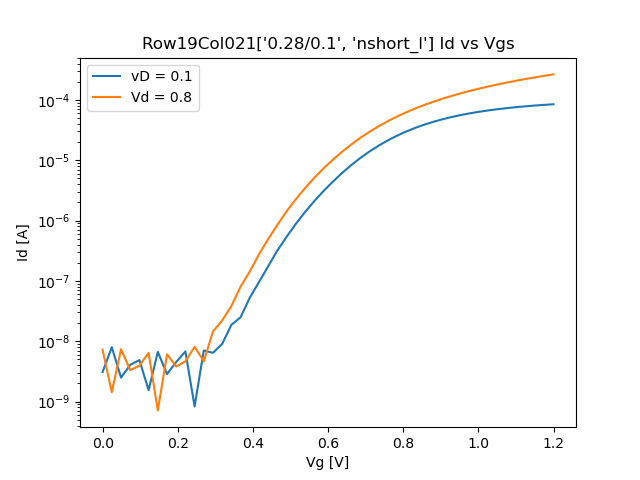 Row19Col021['0.28/0.1', 'nshort_l'] Id vs Vgs
vD = 0.1
Vd = 0.8
Id [A]
10⁻⁴
10⁻⁵
10⁻⁶
10⁻⁷
10⁻⁸
10⁻⁹
0.0 0.2 0.4 0.6 0.8 1.0 1.2
Vg [V]